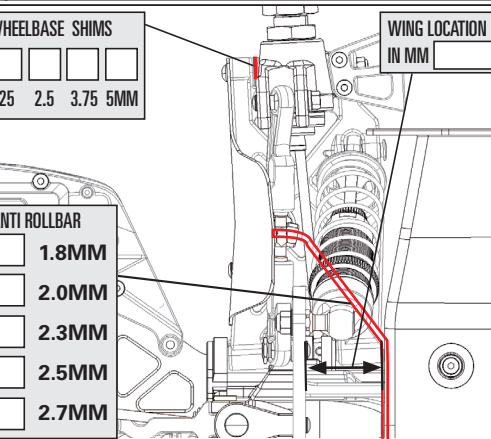 WHEELBASE SHIMS
25 2.5 3.75 5MM
WING LOCATION
IN MM
NTI ROLLBAR
1.8MM
2.0MM
2.3MM
2.5MM
2.7MM